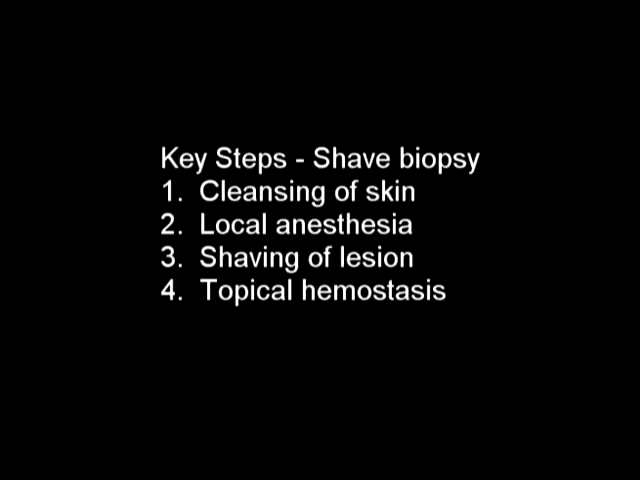 Key Steps - Shave biopsy
1. Cleansing of skin
2. Local anesthesia
3. Shaving of lesion
4. Topical hemostasis